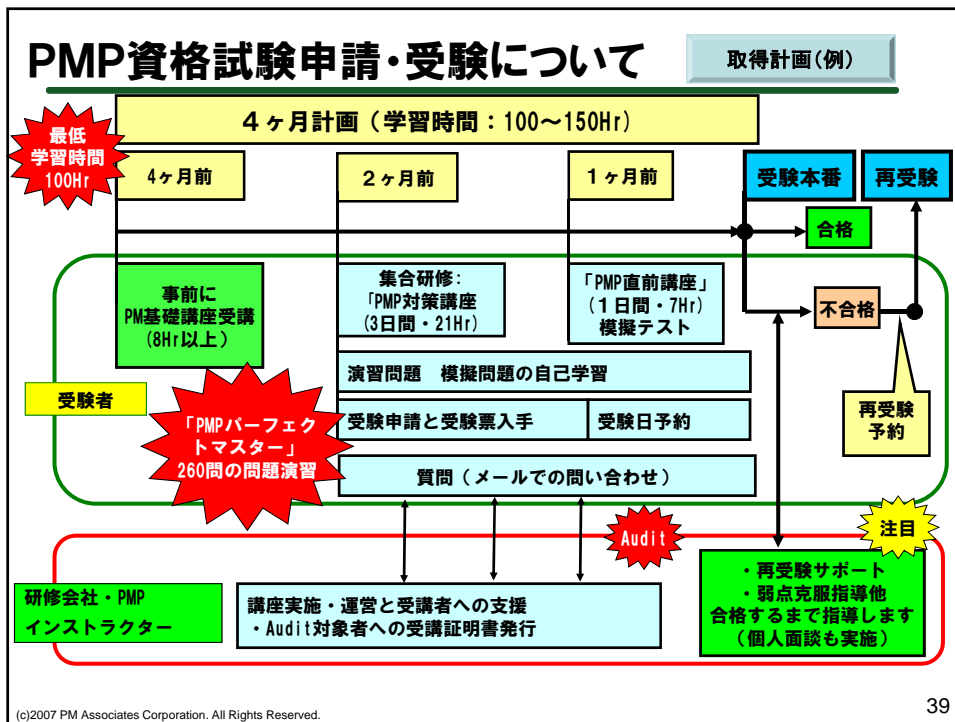 PMP資格試験申請・受験について
取得計画(例)
4ヶ月計画(学習時間:100～150Hr)
最低
学習時間
100Hr
4ヶ月前
2ヶ月前
1ヶ月前
受験本番
再受験
合格
事前に
PM基礎講座受講
(8Hr以上)
集合研修:
「PMP対策講座
(3日間・21Hr)
「PMP直前講座」
(1日間・7Hr)
模擬テスト
不合格
演習問題 模擬問題の自己学習
受験者
「PMPパーフェク
トマスター」
260問の問題演習
受験申請と受験票入手
受験日予約
再受験
予約
質問(メールでの問い合わせ)
Audit
注目
研修会社・PMP
インストラクター
講座実施・運営と受講者への支援
・Audit対象者への受講証明書発行
・再受験サポート
・弱点克服指導他
合格するまで指導します
(個人面談も実施)
(c)2007 PM Associates Corporation. All Rights Reserved.
39